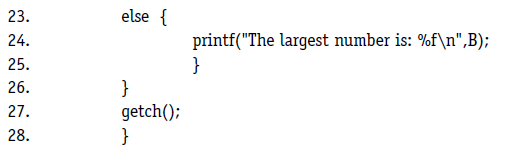 23. else {
24. printf("The largest number is: %f\n",B);
25. }
26. }
27. getch();
28. }